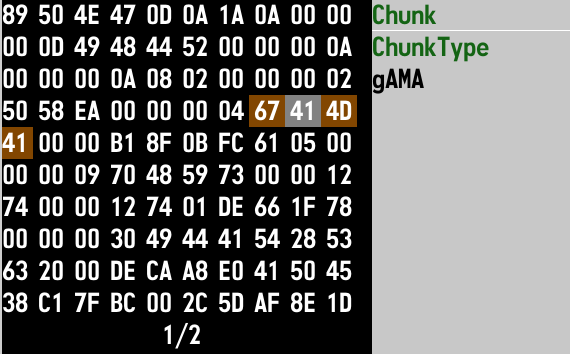 89 50 4E 47 0D 0A 1A 0A 00 00
00 0D 49 48 44 52 00 00 00 0A
00 00 00 0A 08 02 00 00 00 02
50 58 EA 00 00 00 04 67 41 4D
41 00 00 B1 8F 0B FC 61 05 00
00 00 09 70 48 59 73 00 00 12
74 00 00 12 74 01 DE 66 1F 78
00 00 00 30 49 44 41 54 28 53
63 20 00 DE CA A8 E0 41 50 45
38 C1 7F BC 00 2C 5D AF 8E 1D
1/2
Chunk
ChunkType
gAMA